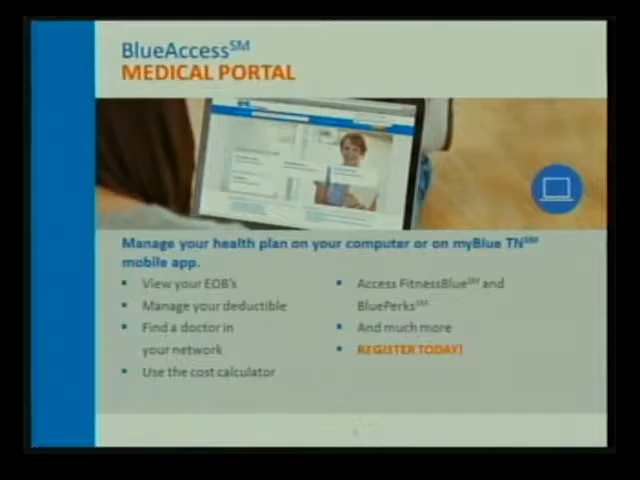 BlueAccess℠
MEDICAL PORTAL
Manage your health plan on your computer or on myBlue TN℠
mobile app.
▪ View your EOB's
▪ Manage your deductible
▪ Find a doctor in
your network
▪ Use the cost calculator
▪ Access FitnessBlue℠ and
BluePerks℠
▪ And much more
▪ REGISTER TODAY!